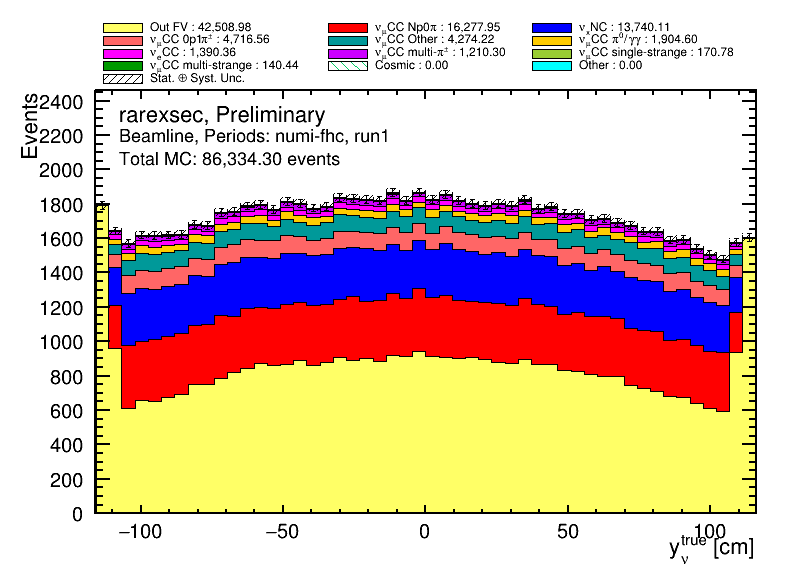 Out FV : 42,508.98
ν_μCC Np0π : 16,277.95
ν_xNC : 13,740.11
ν_μCC 0p1π± : 4,716.56
ν_μCC Other : 4,274.22
ν_μCC π⁰/γγ : 1,904.60
ν_eCC : 1,390.36
ν_μCC multi-π± : 1,210.30
ν_μCC single-strange : 170.78
ν_μCC multi-strange : 140.44
Cosmic : 0.00
Other : 0.00
Stat. ⊕ Syst. Unc.
Events
rarexsec, Preliminary
Beamline, Periods: numi-fhc, run1
Total MC: 86,334.30 events
2400
2200
2000
1800
1600
1400
1200
1000
800
600
400
200
0
−100
−50
0
50
100
y_ν^true [cm]